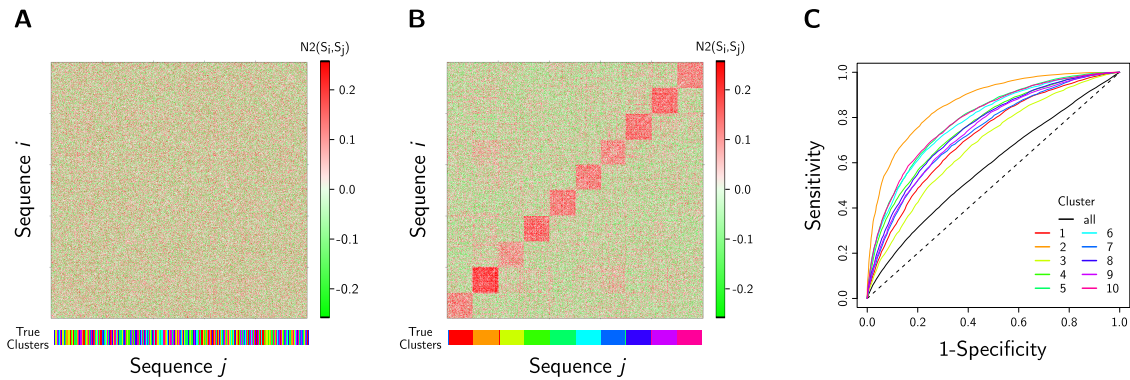 A
N2(Si,Sj)
Sequence i
0.2
0.1
0.0
-0.1
-0.2
True
Clusters
Sequence j
B
N2(Si,Sj)
Sequence i
0.2
0.1
0.0
-0.1
-0.2
True
Clusters
Sequence j
C
Sensitivity
1.0
0.8
0.6
0.4
0.2
0.0
0.0 0.2 0.4 0.6 0.8 1.0
1-Specificity
Cluster
all
1 6
2 7
3 8
4 9
5 10